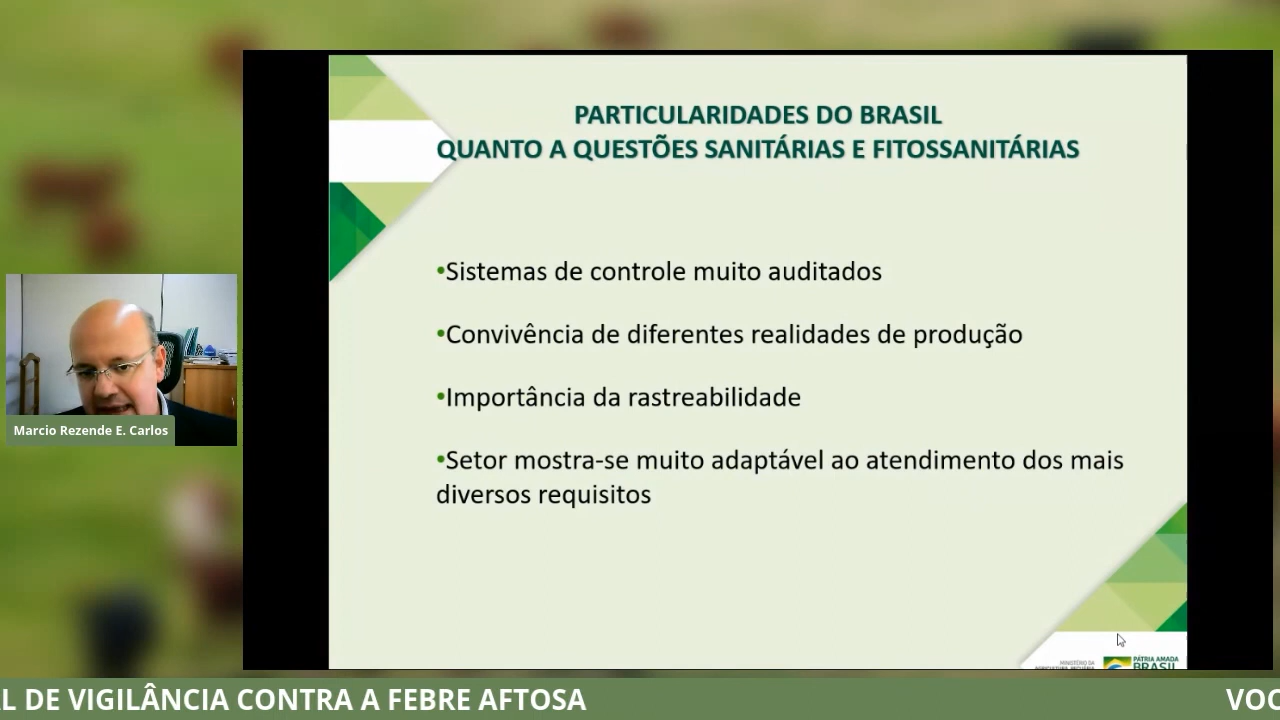 PARTICULARIDADES DO BRASIL
QUANTO A QUESTÕES SANITÁRIAS E FITOSSANITÁRIAS
•Sistemas de controle muito auditados
•Convivência de diferentes realidades de produção
•Importância da rastreabilidade
•Setor mostra-se muito adaptável ao atendimento dos mais
diversos requisitos
Marcio Rezende E. Carlos
MINISTÉRIO DA
PÁTRIA AMADA
BRASIL
L DE VIGILÂNCIA CONTRA A FEBRE AFTOSA
VOC